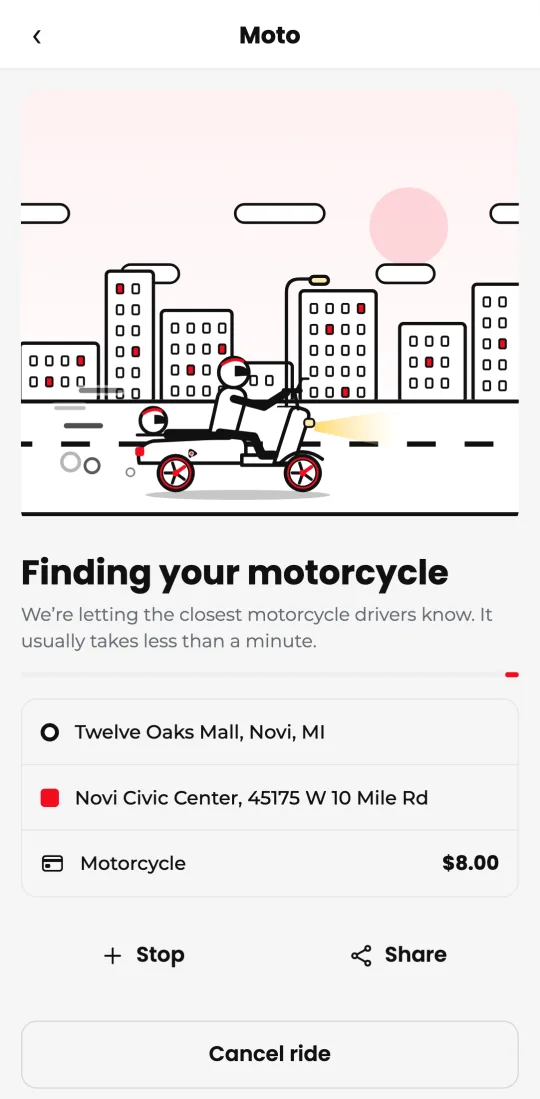 Moto
Finding your motorcycle
We’re letting the closest motorcycle drivers know. It
usually takes less than a minute.
Twelve Oaks Mall, Novi, MI
Novi Civic Center, 45175 W 10 Mile Rd
Motorcycle $8.00
Stop Share
Cancel ride